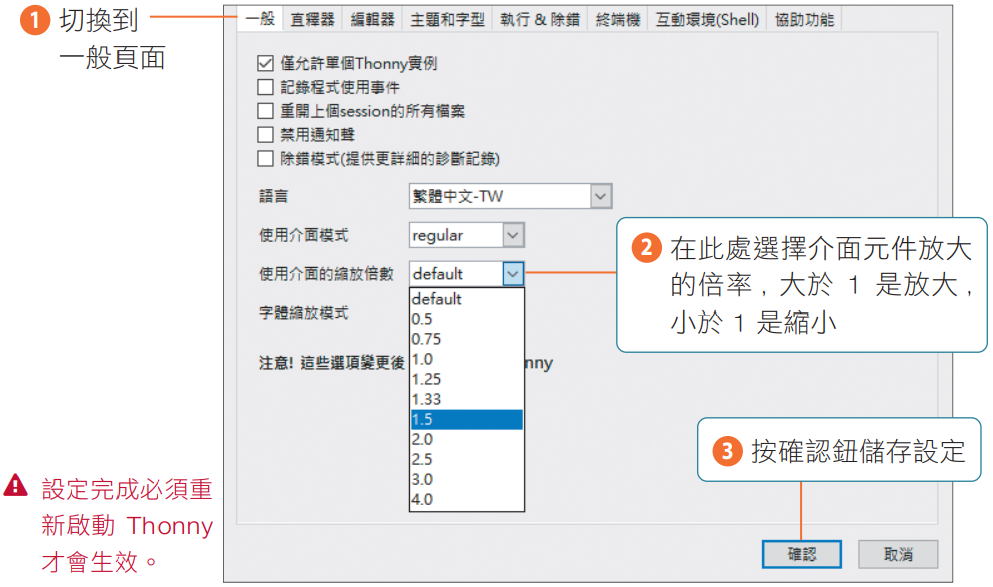 1 切換到
一般頁面
一般 直譯器 編輯器 主題和字型 執行 & 除錯 終端機 互動環境(Shell) 協助功能
僅允許單個Thonny實例
記錄程式使用事件
重開上個session的所有檔案
禁用通知聲
除錯模式(提供更詳細的診斷記錄)
語言 繁體中文-TW
使用介面模式 regular
使用介面的縮放倍數 default
字體縮放模式
default
0.5
0.75
1.0
1.25
1.33
1.5
2.0
2.5
3.0
4.0
注意! 這些選項變更後 nny
2 在此處選擇介面元件放大
的倍率，大於 1 是放大，
小於 1 是縮小
3 按確認鈕儲存設定
設定完成必須重
新啟動 Thonny
才會生效。
確認 取消